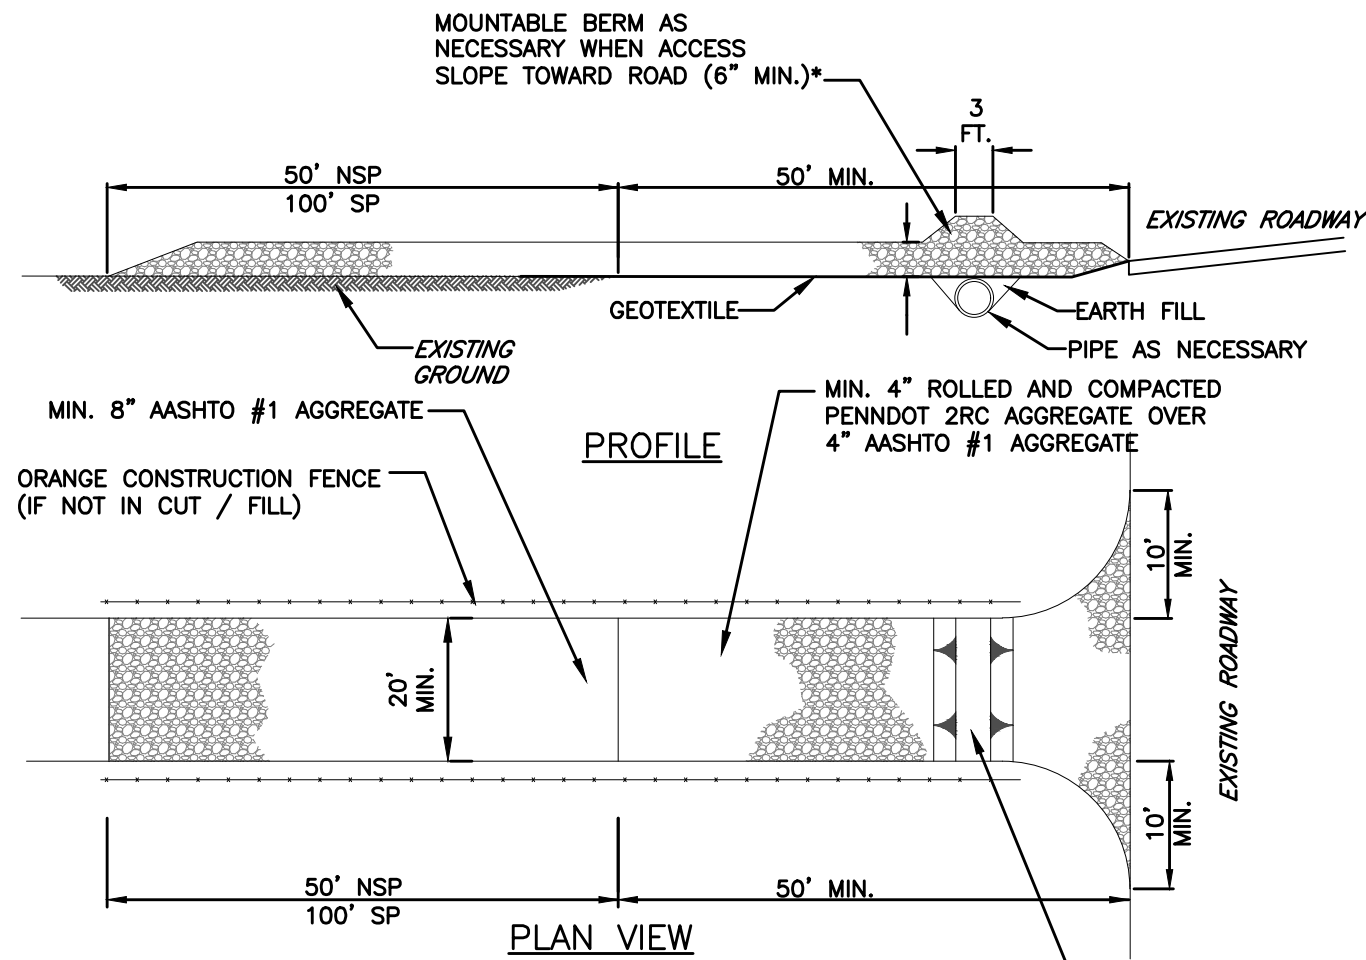 MOUNTABLE BERM AS
NECESSARY WHEN ACCESS
SLOPE TOWARD ROAD (6" MIN.)*
3
FT.
50' NSP
100' SP
50' MIN.
EXISTING ROADWAY
GEOTEXTILE
EARTH FILL
PIPE AS NECESSARY
EXISTING
GROUND
MIN. 8" AASHTO #1 AGGREGATE
MIN. 4" ROLLED AND COMPACTED
PENNDOT 2RC AGGREGATE OVER
4" AASHTO #1 AGGREGATE
PROFILE
ORANGE CONSTRUCTION FENCE
(IF NOT IN CUT / FILL)
10'
MIN.
20'
MIN.
EXISTING ROADWAY
10'
MIN.
50' NSP
100' SP
50' MIN.
PLAN VIEW